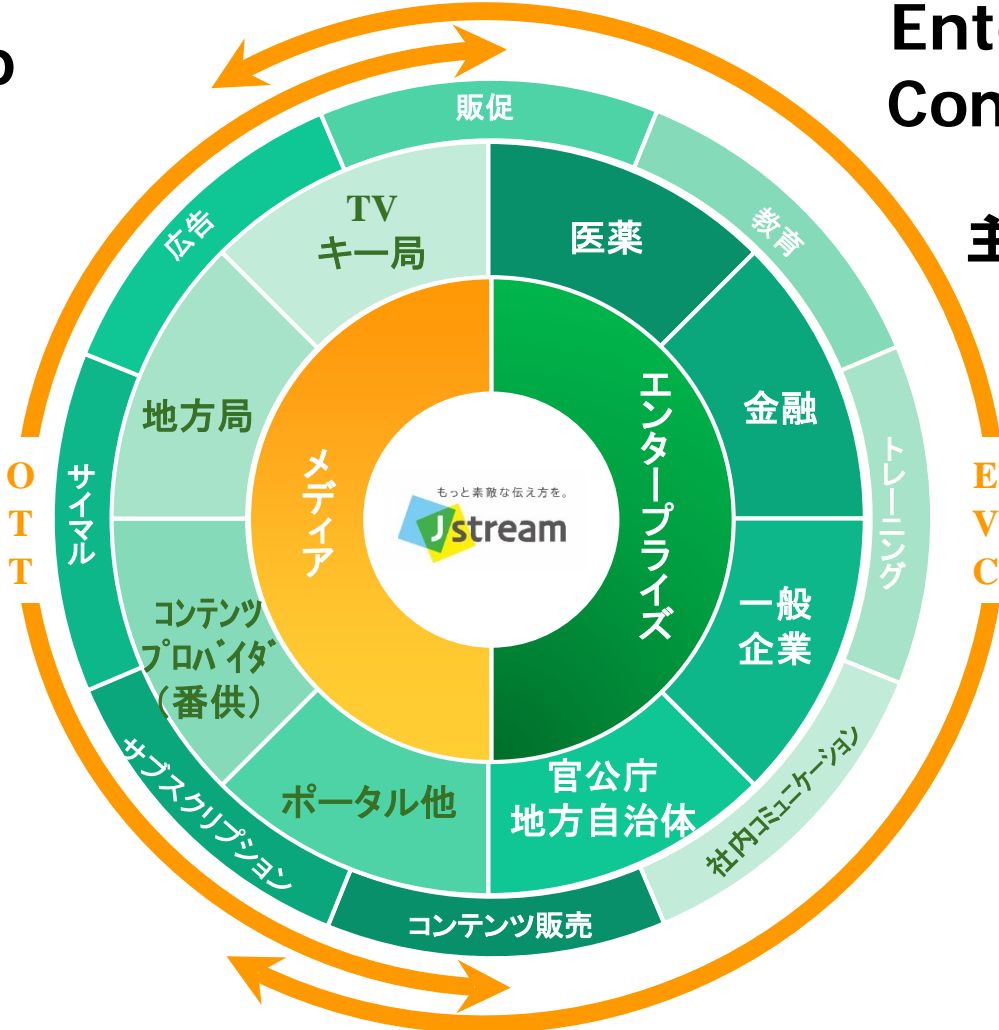 販促
教育
トレーニング
社内コミュニケーション
コンテンツ販売
サブスクリプション
サイマル
広告
TV
キー局
医薬
金融
一般
企業
官公庁
地方自治体
ポータル他
コンテンツ
プロバイダ
（番供）
地方局
メディア
エンタープライズ
もっと素敵な伝え方を。
Jstream
OTT
EVC
Ent
Con
主